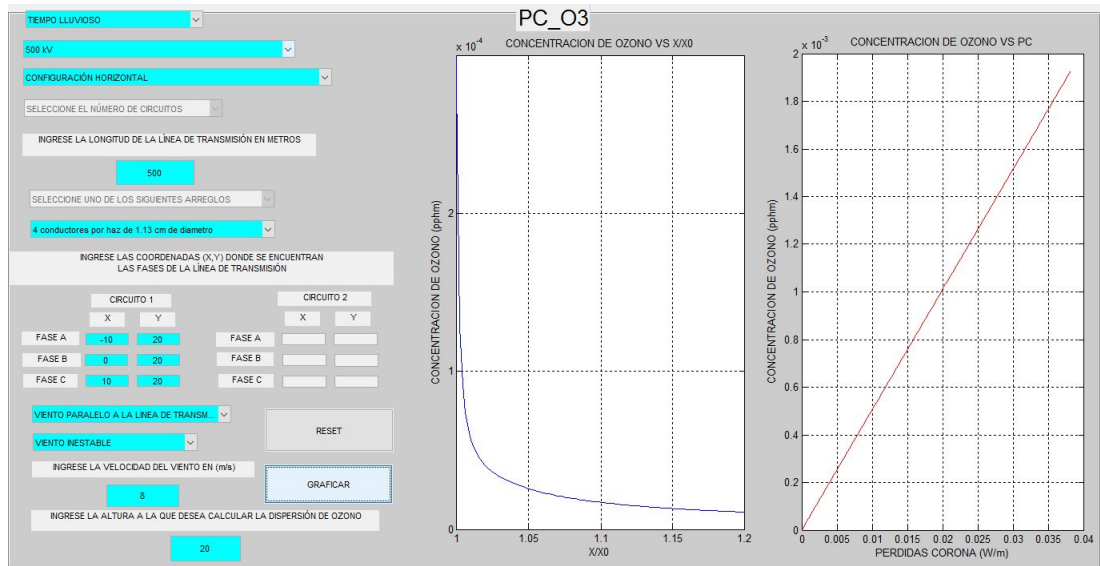 PC_O3
TIEMPO LLUVIOSO
500 kV
CONFIGURACIÓN HORIZONTAL
SELECCIONE EL NÚMERO DE CIRCUITOS
INGRESE LA LONGITUD DE LA LÍNEA DE TRANSMISIÓN EN METROS
500
SELECCIONE UNO DE LOS SIGUIENTES ARREGLOS
4 conductores por haz de 1.13 cm de diametro
INGRESE LAS COORDENADAS (X,Y) DONDE SE ENCUENTRAN
LAS FASES DE LA LÍNEA DE TRANSMISIÓN
CIRCUITO 1
CIRCUITO 2
X Y X Y
FASE A -10 20 FASE A
FASE B 0 20 FASE B
FASE C 10 20 FASE C
VIENTO PARALELO A LA LINEA DE TRANSM...
VIENTO INESTABLE
RESET
INGRESE LA VELOCIDAD DEL VIENTO EN (m/s)
8
GRAFICAR
INGRESE LA ALTURA A LA QUE DESEA CALCULAR LA DISPERSIÓN DE OZONO
20
CONCENTRACION DE OZONO VS X/X0
x 10^-4
CONCENTRACION DE OZONO (pphm)
2
1
0
1 1.05 1.1 1.15 1.2
X/X0
CONCENTRACION DE OZONO VS PC
x 10^-3
CONCENTRACION DE OZONO (pphm)
2
1.8
1.6
1.4
1.2
1
0.8
0.6
0.4
0.2
0
0 0.005 0.01 0.015 0.02 0.025 0.03 0.035 0.04
PERDIDAS CORONA (W/m)